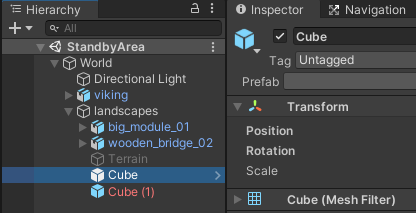 Hierarchy
All
StandbyArea
World
Directional Light
viking
landscapes
big_module_01
wooden_bridge_02
Terrain
Cube
Cube (1)
Inspector
Navigation
Cube
Tag Untagged
Prefab
Transform
Position
Rotation
Scale
Cube (Mesh Filter)